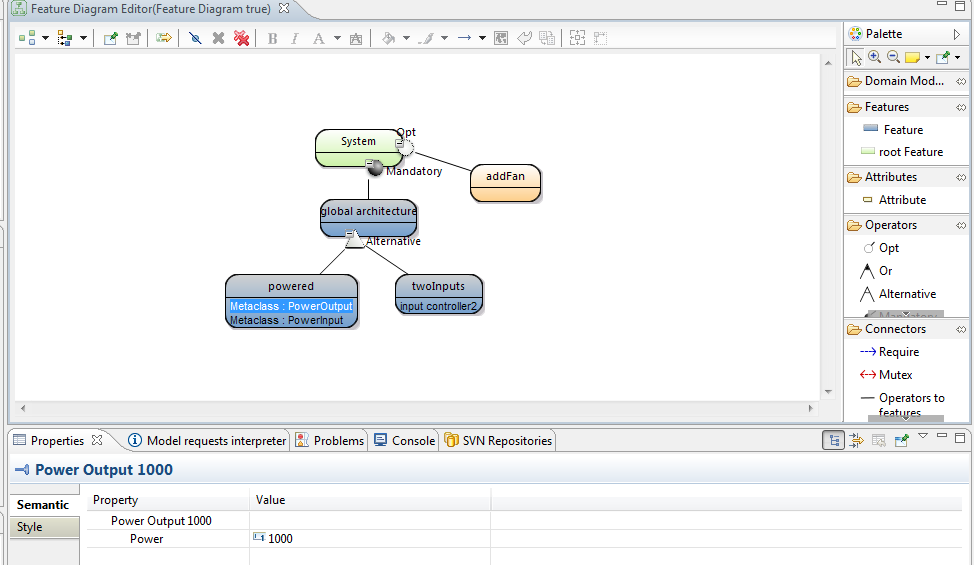 Feature Diagram Editor(Feature Diagram true)
B I A A
Palette
Domain Mod...
Features
Feature
root Feature
Attributes
Attribute
Operators
Opt
Or
Alternative
Mandatory
Connectors
Require
Mutex
Operators to
features
System
Opt
Mandatory
addFan
global architecture
Alternative
powered
Metaclass : PowerOutput
Metaclass : PowerInput
twoInputs
input controller2
Properties
Model requests interpreter
Problems
Console
SVN Repositories
Power Output 1000
Semantic
Style
Property Value
Power Output 1000
Power 1000